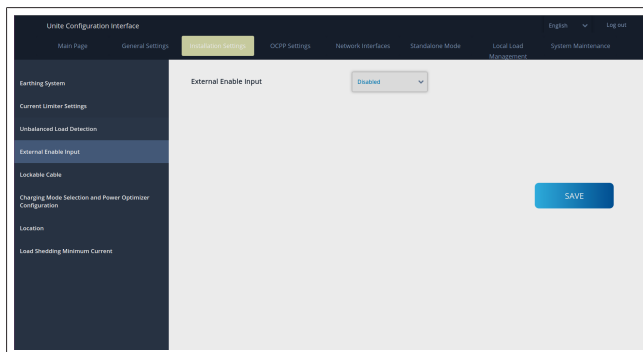 Unite Configuration Interface
English
Log out
Main Page
General Settings
Installation Settings
OCPP Settings
Network Interfaces
Standalone Mode
Local Load
Management
System Maintenance
Earthing System
Current Limiter Settings
Unbalanced Load Detection
External Enable Input
Lockable Cable
Charging Mode Selection and Power Optimizer
Configuration
Location
Load Shedding Minimum Current
External Enable Input
Disabled
SAVE